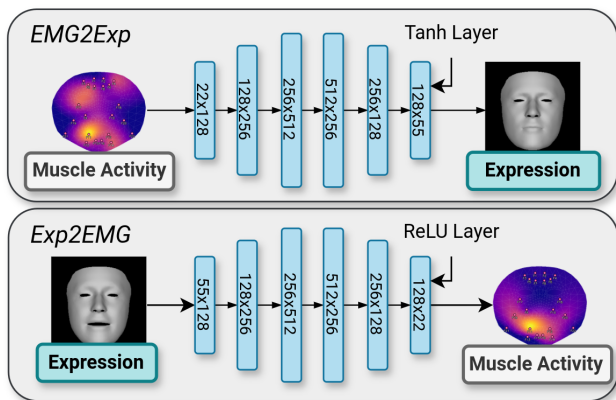 EMG2Exp
Tanh Layer
22x128
128x256
256x512
512x256
256x128
128x55
Muscle Activity
Expression
Exp2EMG
ReLU Layer
55x128
128x256
256x512
512x256
256x128
128x22
Expression
Muscle Activity